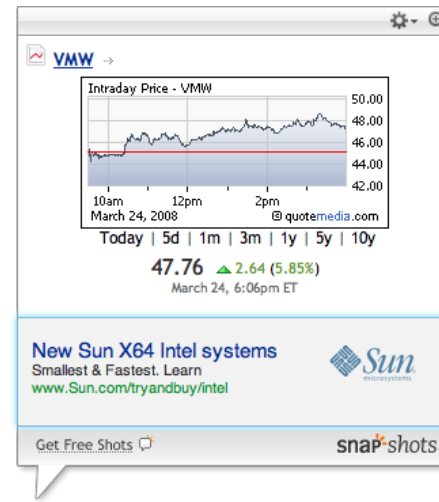 VMW
Intraday Price - VMW
50.00
48.00
46.00
44.00
42.00
10am 12pm 2pm
March 24, 2008 © quotemedia.com
Today | 5d | 1m | 3m | 1y | 5y | 10y
47.76 2.64 (5.85%)
March 24, 6:06pm ET
New Sun X64 Intel systems
Smallest & Fastest. Learn
www.Sun.com/tryandbuy/intel
Sun
microsystems
Get Free Shots
snap shots